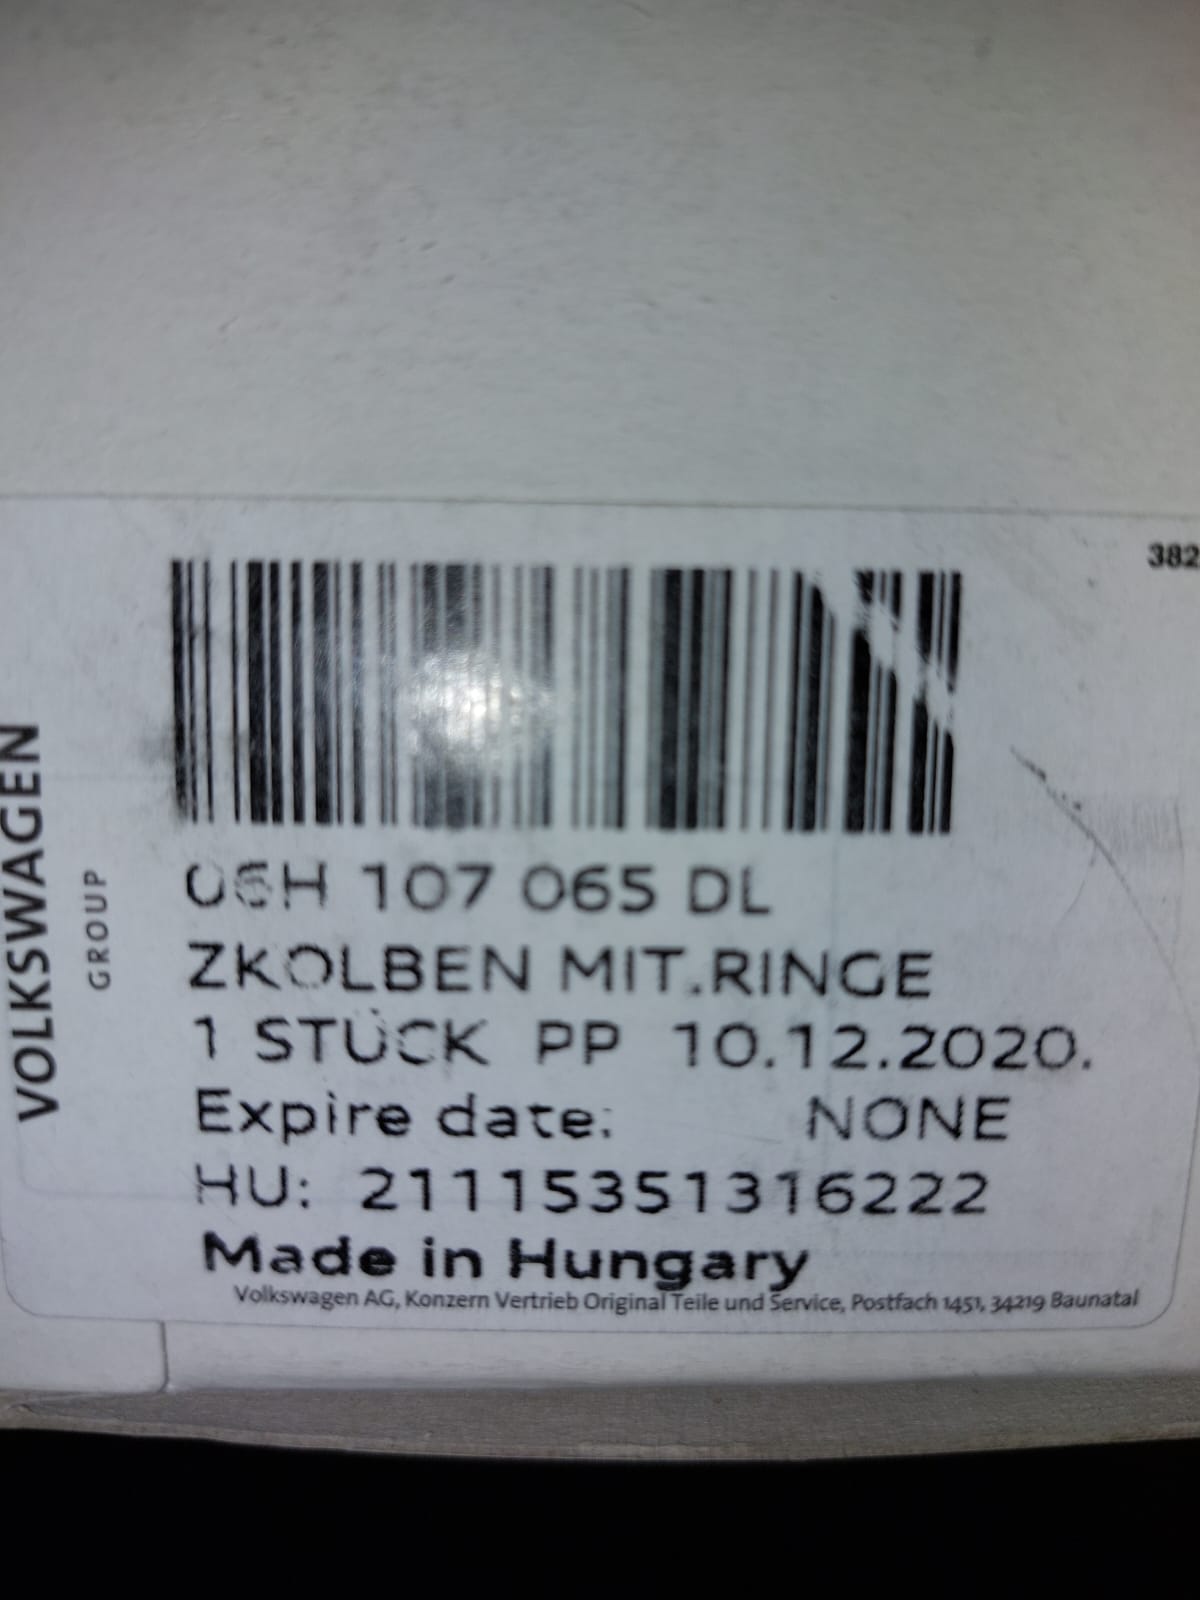 382
VOLKSWAGEN
GROUP
06H 107 065 DL
ZKOLBEN MIT.RINGE
1 STÜCK PP 10.12.2020.
Expire date: NONE
HU: 21115351316222
Made in Hungary
Volkswagen AG, Konzern Vertrieb Original Teile und Service, Postfach 1451, 34219 Baunatal